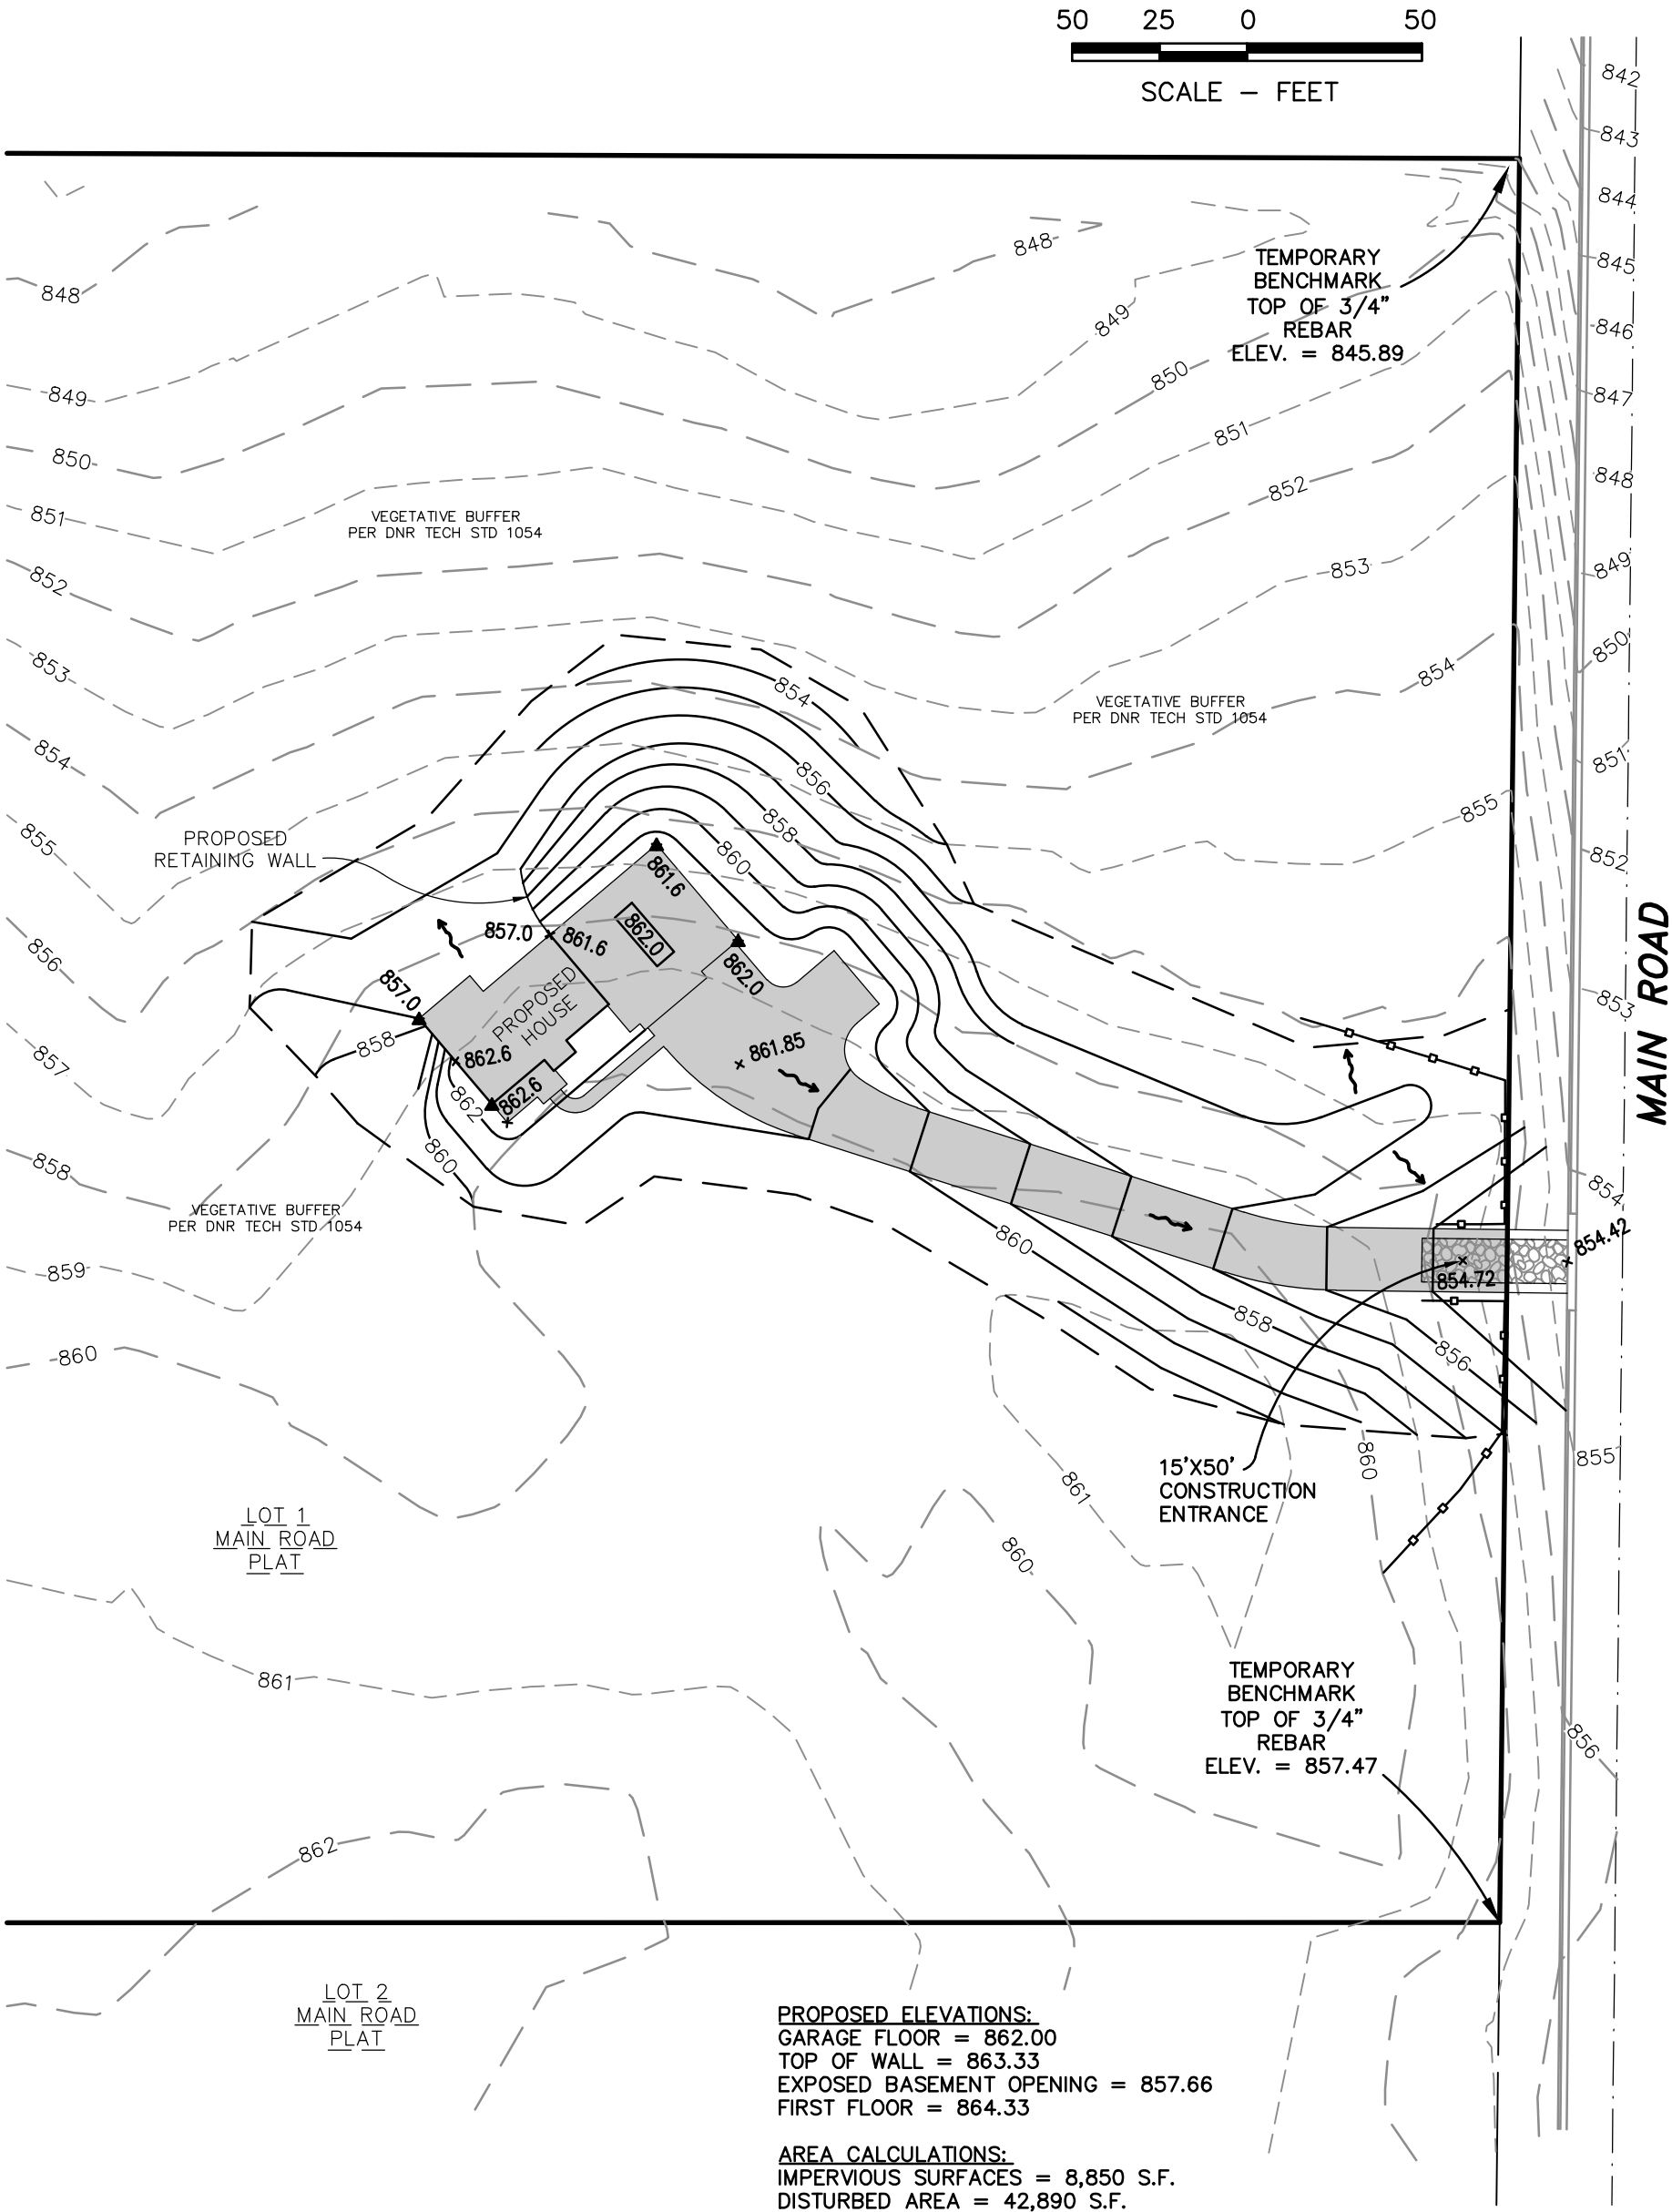 50 25 0 50
SCALE – FEET
842
843
844
845
846
847
848
849
850
851
852
853
854
855
856
MAIN ROAD
848
848
849
849
850
850
851
851
852
852
853
853
854
854
855
855
856
857
858
859
860
861
862
TEMPORARY
BENCHMARK
TOP OF 3/4"
REBAR
ELEV. = 845.89
VEGETATIVE BUFFER
PER DNR TECH STD 1054
VEGETATIVE BUFFER
PER DNR TECH STD 1054
854
856
858
860
PROPOSED
RETAINING WALL
861.6
857.0
861.6
862.0
862.0
857.0
PROPOSED
HOUSE
858
862.6
862
862.6
860
861.85
VEGETATIVE BUFFER
PER DNR TECH STD 1054
854.42
854.72
860
858
856
860
861
860
15'X50'
CONSTRUCTION
ENTRANCE
LOT 1
MAIN ROAD
PLAT
TEMPORARY
BENCHMARK
TOP OF 3/4"
REBAR
ELEV. = 857.47
LOT 2
MAIN ROAD
PLAT
PROPOSED ELEVATIONS:
GARAGE FLOOR = 862.00
TOP OF WALL = 863.33
EXPOSED BASEMENT OPENING = 857.66
FIRST FLOOR = 864.33
AREA CALCULATIONS:
IMPERVIOUS SURFACES = 8,850 S.F.
DISTURBED AREA = 42,890 S.F.